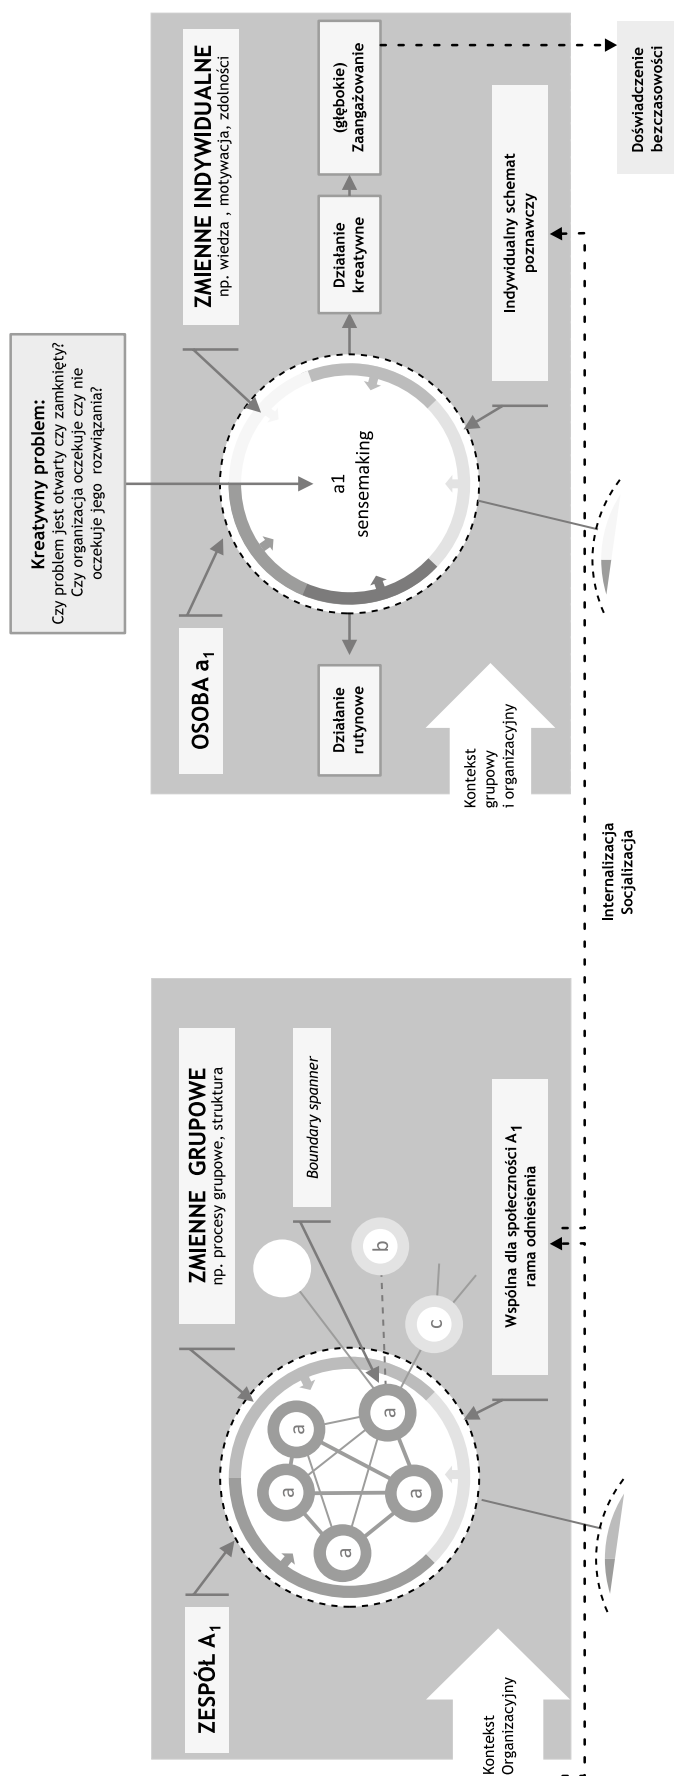 Kreatywny problem:
Czy problem jest otwarty czy zamknięty?
Czy organizacja oczekuje czy nie
oczekuje jego rozwiązania?
OSOBA a1
ZMIENNE INDYWIDUALNE
np. wiedza , motywacja, zdolności
Działanie
rutynowe
a1
sensemaking
Działanie
kreatywne
(głębokie)
Zaangażowanie
Doświadczenie
bezczasowości
Kontekst
grupowy
i organizacyjny
Indywidualny schemat
poznawczy
Internalizacja
Socjalizacja
ZESPÓŁ A1
ZMIENNE GRUPOWE
np. procesy grupowe, struktura
Boundary spanner
a
a
a
a
a
b
c
Kontekst
Organizacyjny
Wspólna dla społeczności A1
rama odniesienia